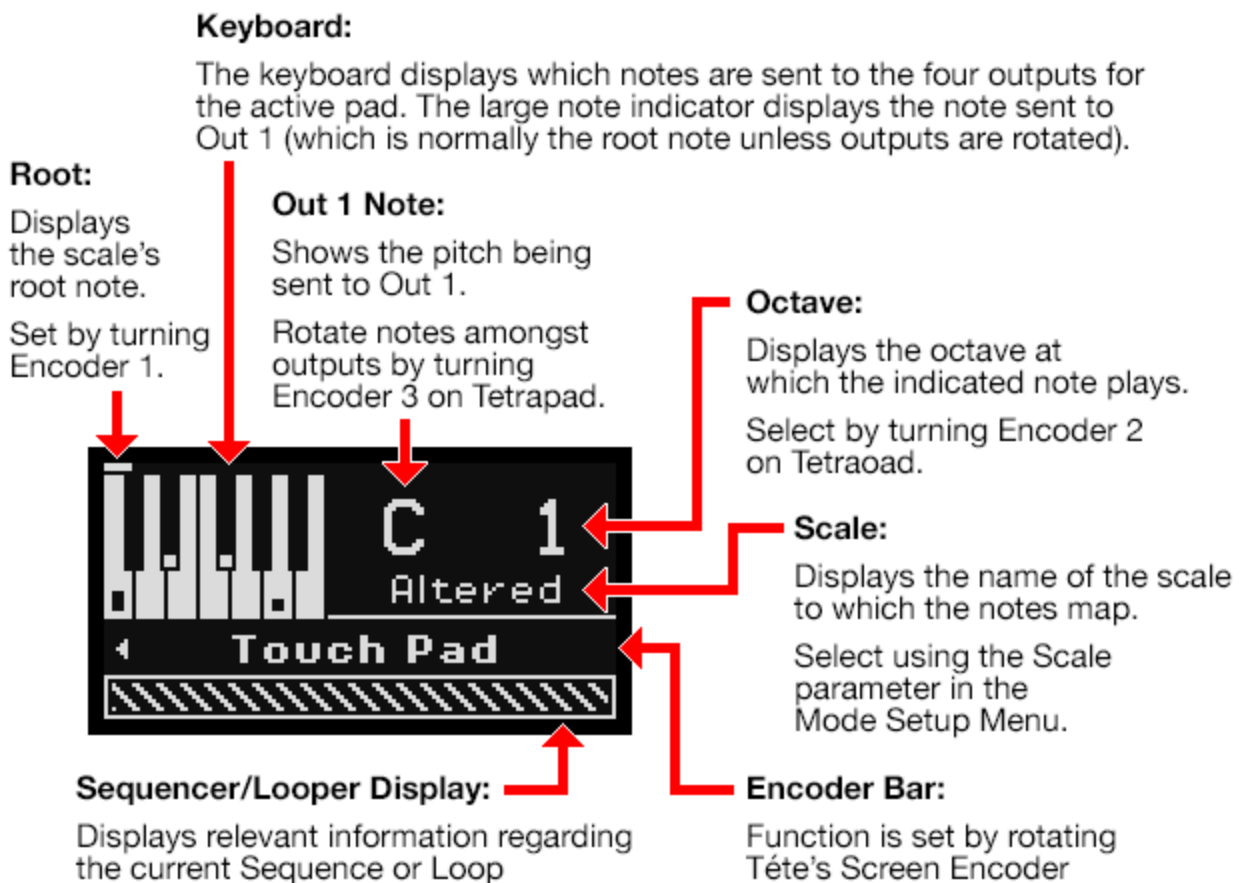 Keyboard:
The keyboard displays which notes are sent to the four outputs for
the active pad. The large note indicator displays the note sent to
Out 1 (which is normally the root note unless outputs are rotated).
Root:
Displays
the scale's
root note.
Set by turning
Encoder 1.
Out 1 Note:
Shows the pitch being
sent to Out 1.
Rotate notes amongst
outputs by turning
Encoder 3 on Tetrapad.
Octave:
Displays the octave at
which the indicated note plays.
Select by turning Encoder 2
on Tetraoad.
C 1
Altered
Touch Pad
Scale:
Displays the name of the scale
to which the notes map.
Select using the Scale
parameter in the
Mode Setup Menu.
Sequencer/Looper Display:
Displays relevant information regarding
the current Sequence or Loop
Encoder Bar:
Function is set by rotating
Téte's Screen Encoder